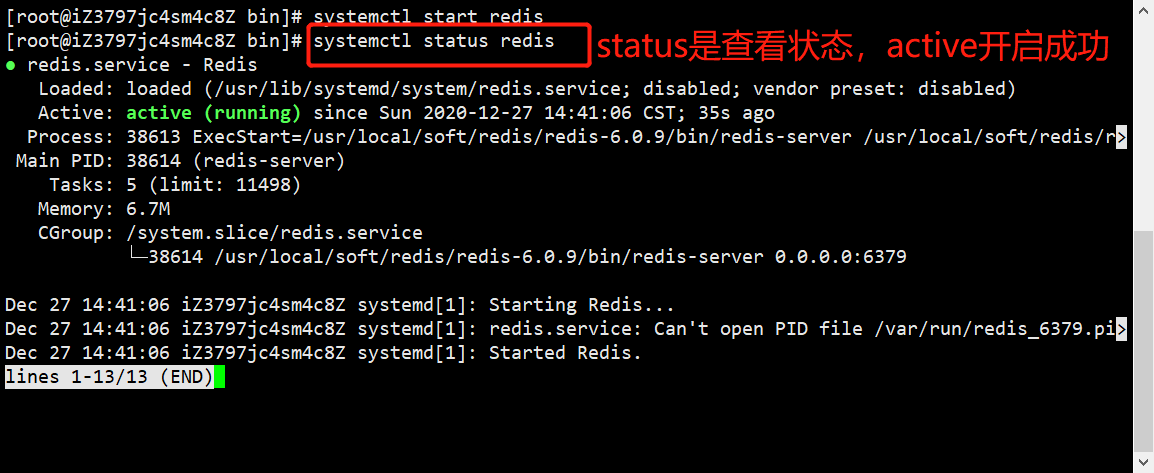 [root@iZ3797jc4sm4c8Z bin]# systemctl start redis
[root@iZ3797jc4sm4c8Z bin]# systemctl status redis status是查看状态，active开启成功
● redis.service - Redis
Loaded: loaded (/usr/lib/systemd/system/redis.service; disabled; vendor preset: disabled)
Active: active (running) since Sun 2020-12-27 14:41:06 CST; 35s ago
Process: 38613 ExecStart=/usr/local/soft/redis/redis-6.0.9/bin/redis-server /usr/local/soft/redis/r>
Main PID: 38614 (redis-server)
Tasks: 5 (limit: 11498)
Memory: 6.7M
CGroup: /system.slice/redis.service
└─38614 /usr/local/soft/redis/redis-6.0.9/bin/redis-server 0.0.0.0:6379
Dec 27 14:41:06 iZ3797jc4sm4c8Z systemd[1]: Starting Redis...
Dec 27 14:41:06 iZ3797jc4sm4c8Z systemd[1]: redis.service: Can't open PID file /var/run/redis_6379.pi>
Dec 27 14:41:06 iZ3797jc4sm4c8Z systemd[1]: Started Redis.
lines 1-13/13 (END)